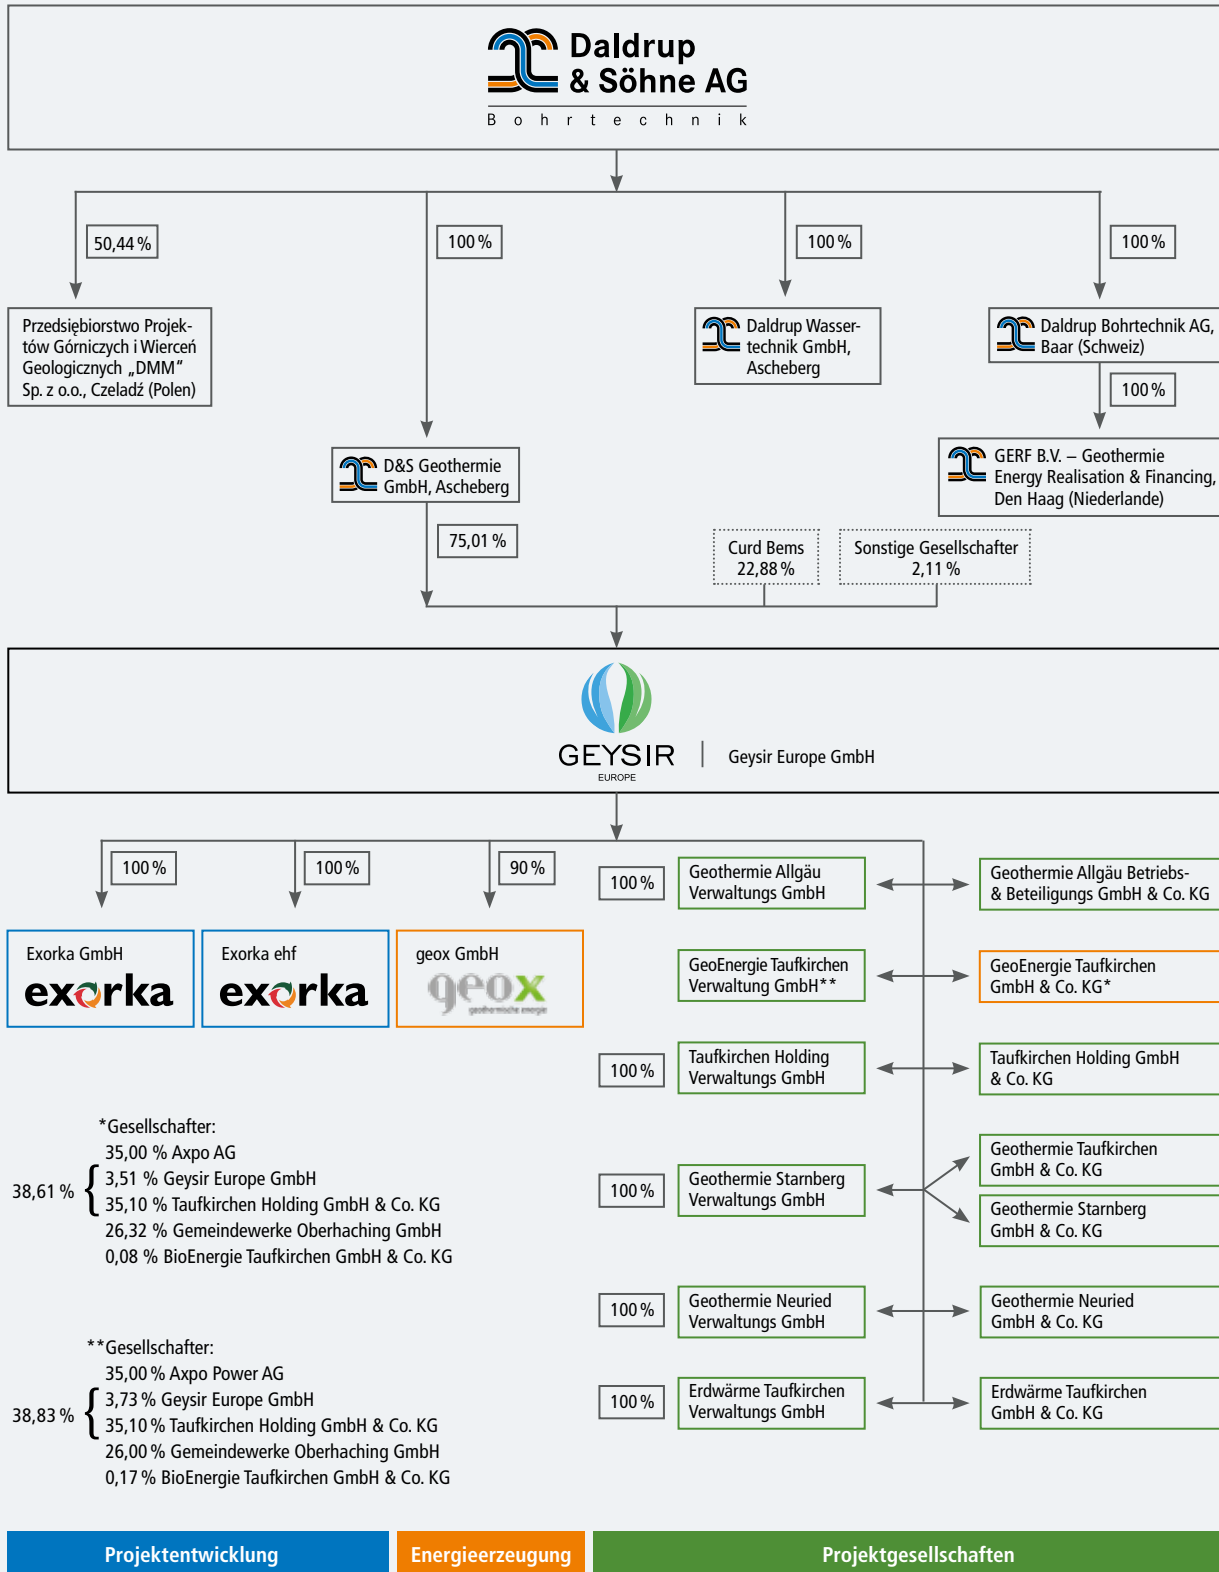 Daldrup
& Söhne AG
Bohrtechnik
50,44 %
100 %
100 %
100 %
Przedsiębiorstwo Projek-
tów Górniczych i Wierceń
Geologicznych „DMM"
Sp. z o.o., Czeladź (Polen)
Daldrup Wasser-
technik GmbH,
Ascheberg
Daldrup Bohrtechnik AG,
Baar (Schweiz)
100 %
D&S Geothermie
GmbH, Ascheberg
GERF B.V. – Geothermie
Energy Realisation & Financing,
Den Haag (Niederlande)
75,01 %
Curd Bems
22,88 %
Sonstige Gesellschafter
2,11 %
GEYSIR
EUROPE
Geysir Europe GmbH
100 %
100 %
90 %
Exorka GmbH
exorka
Exorka ehf
exorka
geox GmbH
geox
geothermische energie
100 %
Geothermie Allgäu
Verwaltungs GmbH
Geothermie Allgäu Betriebs-
& Beteiligungs GmbH & Co. KG
GeoEnergie Taufkirchen
Verwaltung GmbH**
GeoEnergie Taufkirchen
GmbH & Co. KG*
100 %
Taufkirchen Holding
Verwaltungs GmbH
Taufkirchen Holding GmbH
& Co. KG
100 %
Geothermie Starnberg
Verwaltungs GmbH
Geothermie Taufkirchen
GmbH & Co. KG
Geothermie Starnberg
GmbH & Co. KG
100 %
Geothermie Neuried
Verwaltungs GmbH
Geothermie Neuried
GmbH & Co. KG
100 %
Erdwärme Taufkirchen
Verwaltungs GmbH
Erdwärme Taufkirchen
GmbH & Co. KG
*Gesellschafter:
35,00 % Axpo AG
38,61 % {
3,51 % Geysir Europe GmbH
35,10 % Taufkirchen Holding GmbH & Co. KG
26,32 % Gemeindewerke Oberhaching GmbH
0,08 % BioEnergie Taufkirchen GmbH & Co. KG
**Gesellschafter:
35,00 % Axpo Power AG
38,83 % {
3,73 % Geysir Europe GmbH
35,10 % Taufkirchen Holding GmbH & Co. KG
26,00 % Gemeindewerke Oberhaching GmbH
0,17 % BioEnergie Taufkirchen GmbH & Co. KG
Projektentwicklung
Energieerzeugung
Projektgesellschaften